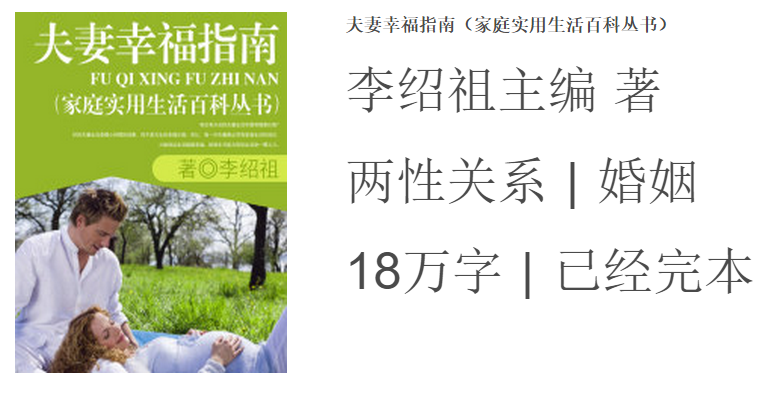 夫妻幸福指南
FU QI XING FU ZHI NAN
(家庭实用生活百科丛书)
著◎李绍祖
夫妻幸福指南（家庭实用生活百科丛书）
李绍祖主编 著
两性关系 | 婚姻
18万字 | 已经完本